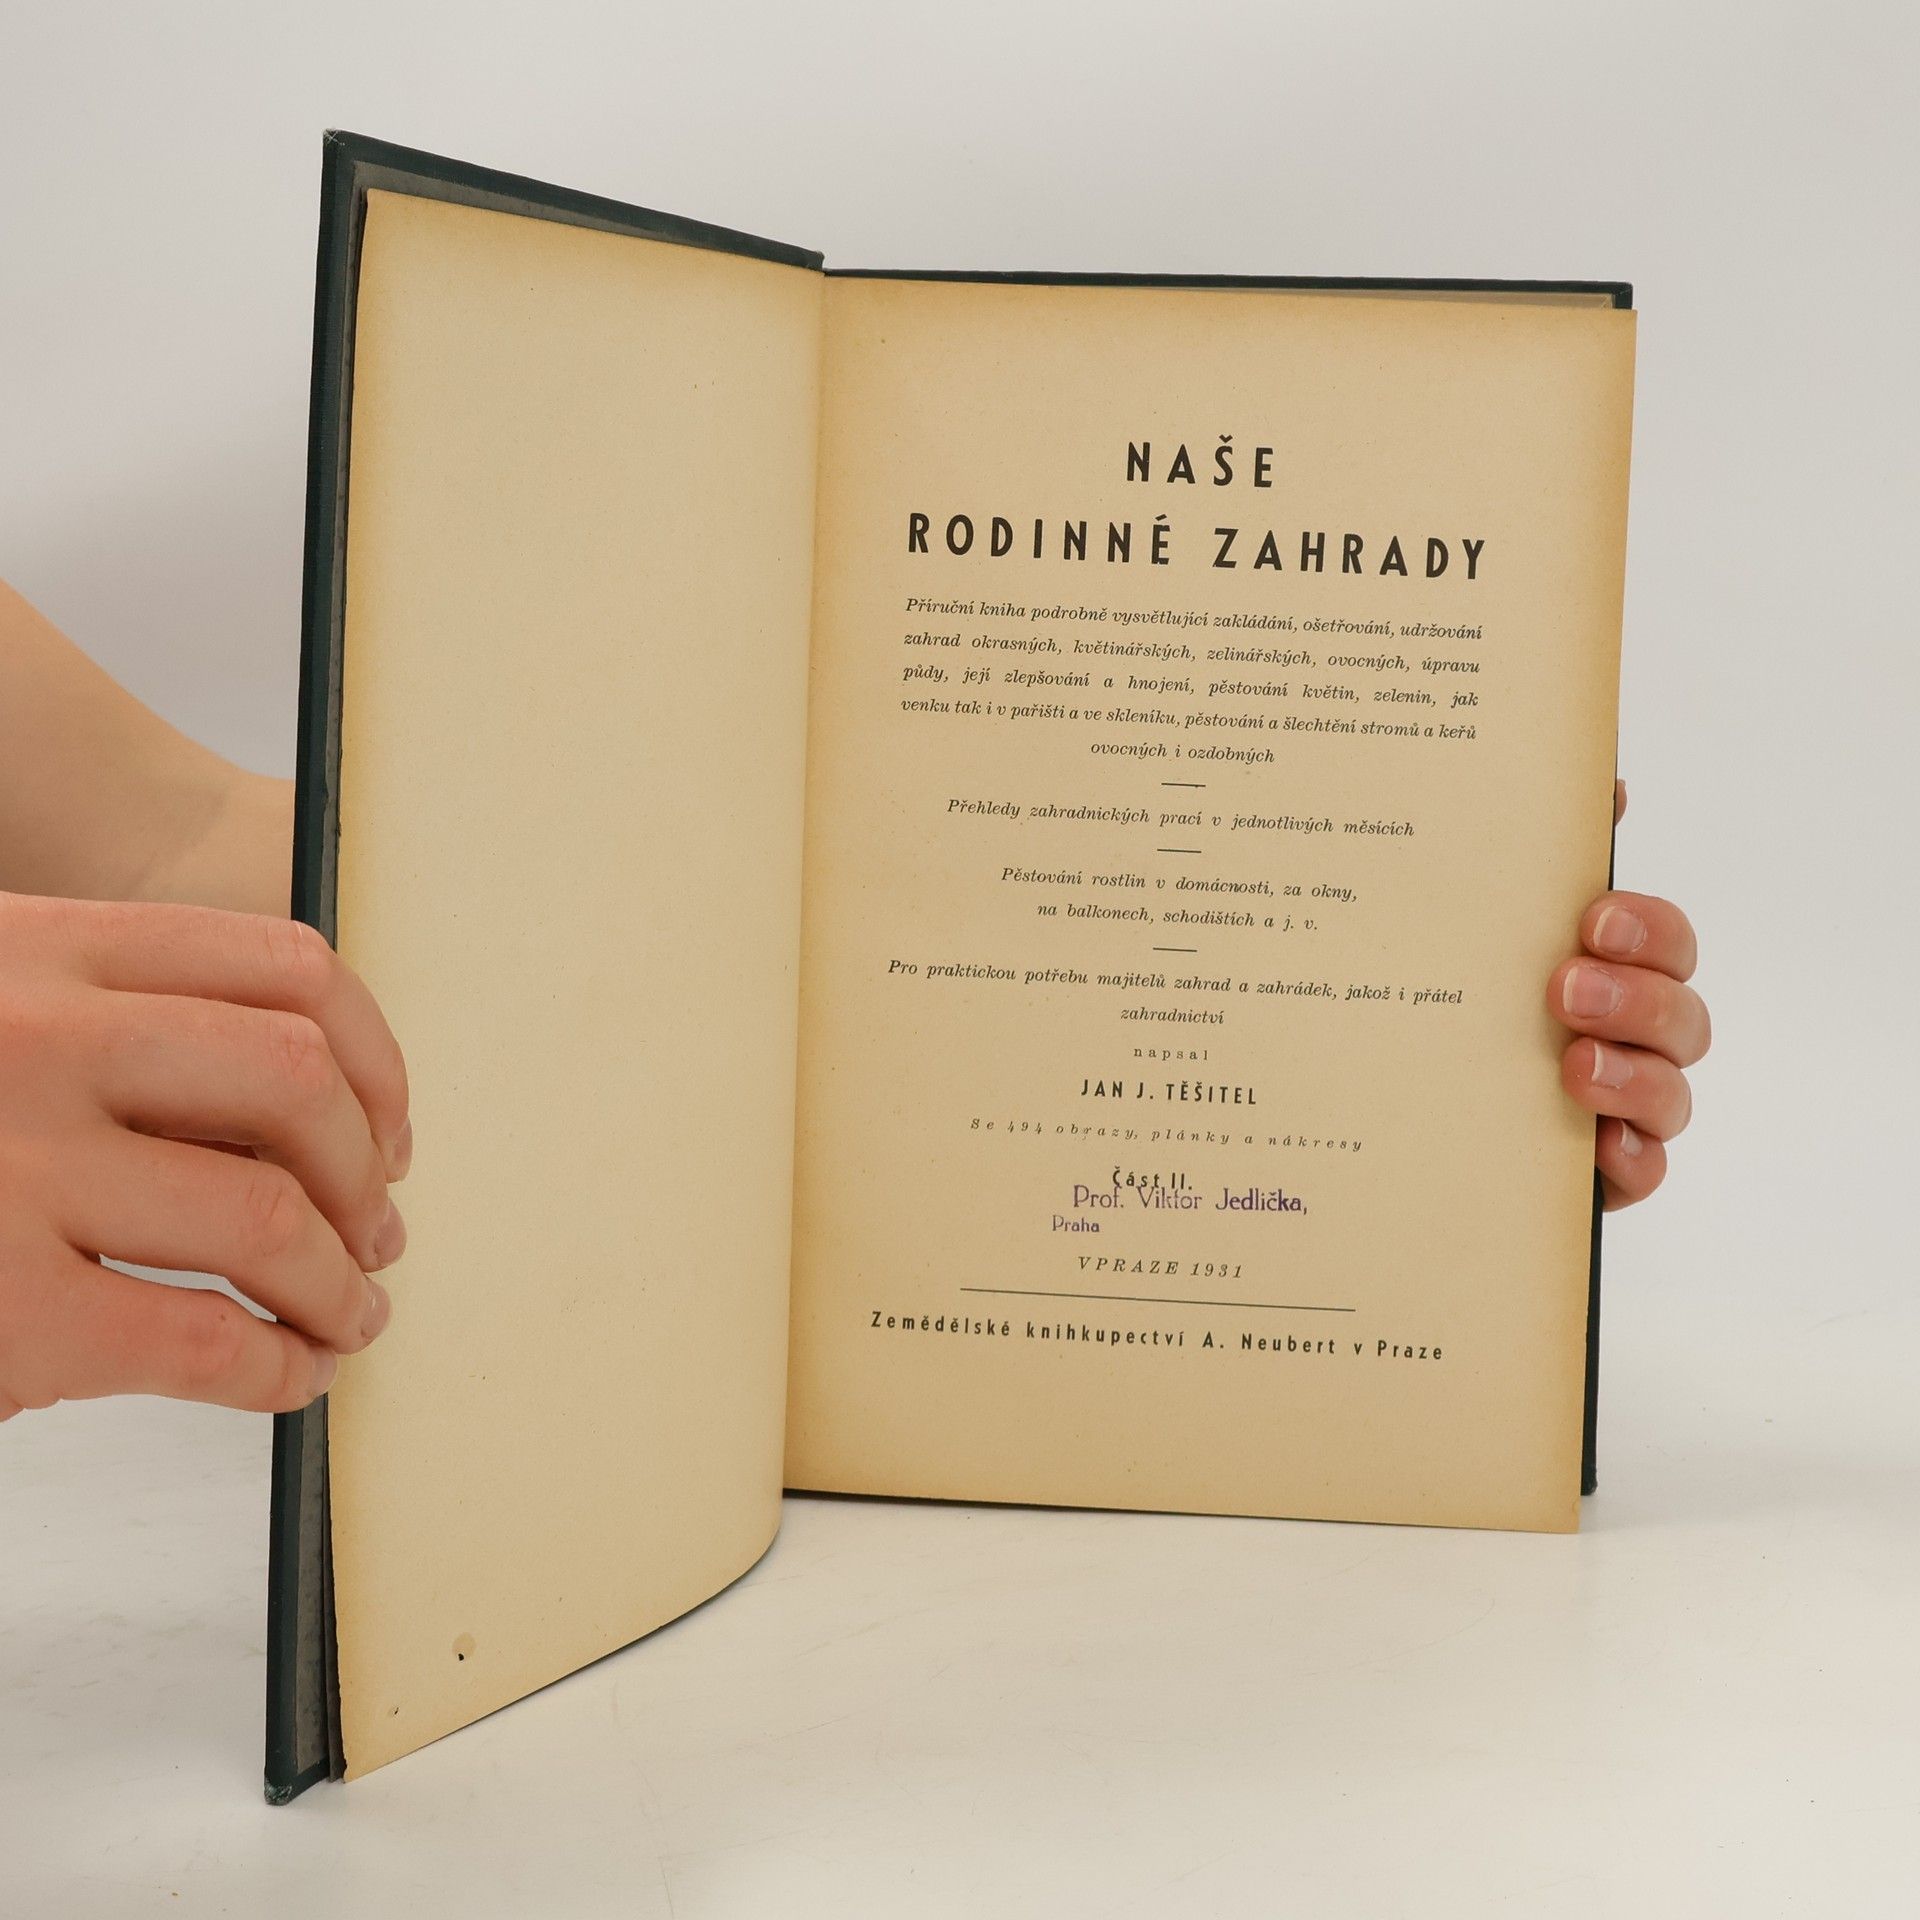 NAŠE
RODINNÉ ZAHRADY
Příruční kniha podrobně vysvětlující zakládání, ošetřování, udržování
zahrad okrasných, květinářských, zelinářských, ovocných, úpravu
půdy, její zlepšování a hnojení, pěstování květin, zelenin, jak
venku tak i v pařišti a ve skleníku, pěstování a šlechtění stromů a keřů
ovocných i ozdobných
Přehledy zahradnických prací v jednotlivých měsících
Pěstování rostlin v domácnosti, za okny,
na balkonech, schodištích a j. v.
Pro praktickou potřebu majitelů zahrad a zahrádek, jakož i přátel
zahradnictví
napsal
JAN J. TĚŠITEL
Se 494 obrazy, plánky a nákresy
Část II.
Prof. Viktor Jedlička,
Praha
V PRAZE 1931
Zemědělské knihkupectví A. Neubert v Praze